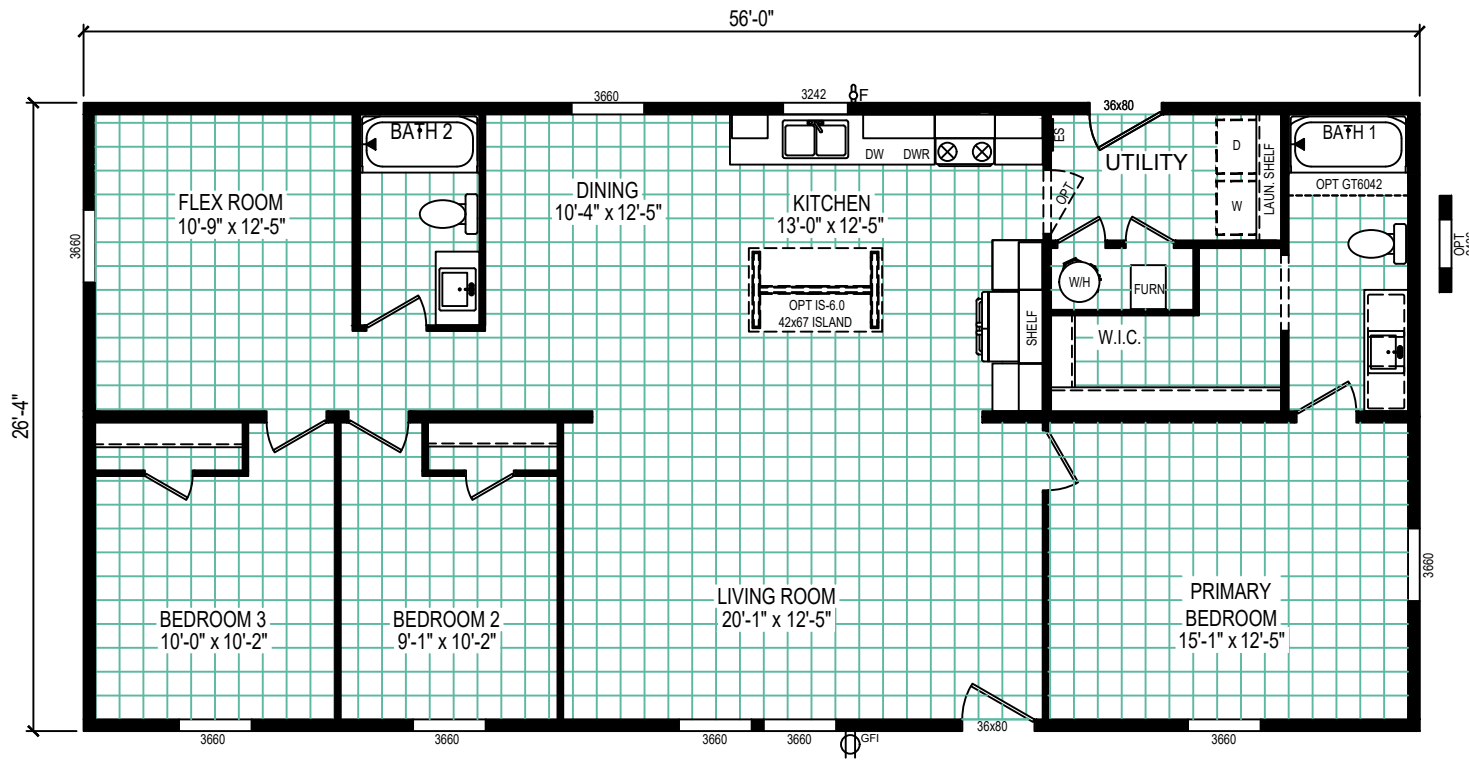 56'-0"
26'-4"
3660
3242
F
36x80
BATH 2
ES
UTILITY
D
LAUN. SHELF
BATH 1
DW
DWR
OPT GT6042
FLEX ROOM
10'-9" x 12'-5"
DINING
10'-4" x 12'-5"
KITCHEN
13'-0" x 12'-5"
OPT
W
3660
OPT
W/H
FURN
OPT IS-6.0
42x67 ISLAND
SHELF
W.I.C.
BEDROOM 3
10'-0" x 10'-2"
BEDROOM 2
9'-1" x 10'-2"
LIVING ROOM
20'-1" x 12'-5"
PRIMARY
BEDROOM
15'-1" x 12'-5"
3660
3660
3660
3660
3660
GFI
36x80
3660